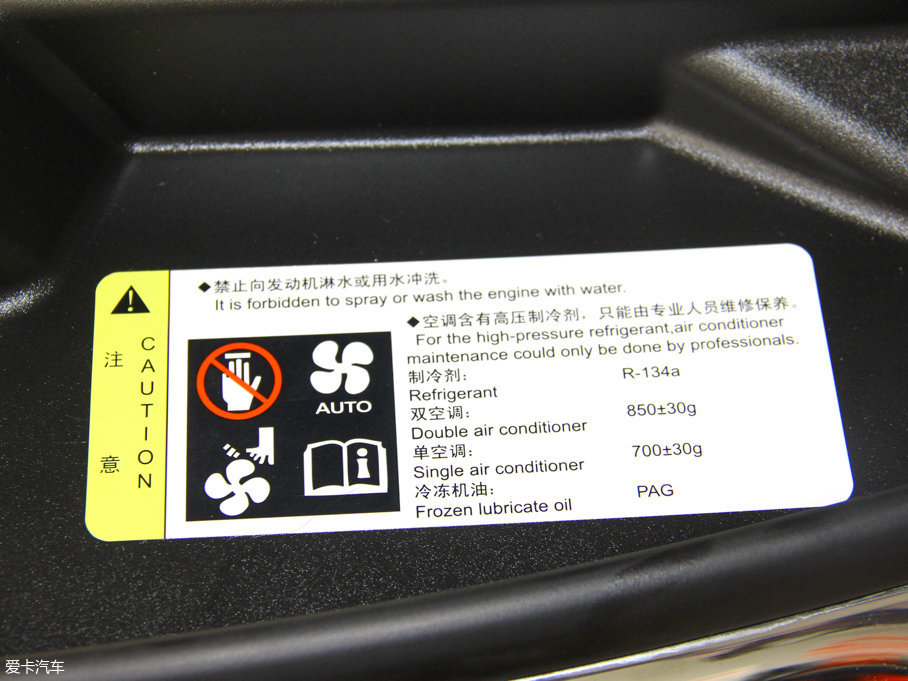 ◆禁止向发动机淋水或用水冲洗。
It is forbidden to spray or wash the engine with water.
注意
CAUTION
AUTO
◆空调含有高压制冷剂，只能由专业人员维修保养。
For the high-pressure refrigerant,air conditioner
maintenance could only be done by professionals.
制冷剂： R-134a
Refrigerant
双空调： 850±30g
Double air conditioner
单空调： 700±30g
Single air conditioner
冷冻机油： PAG
Frozen lubricate oil
爱卡汽车